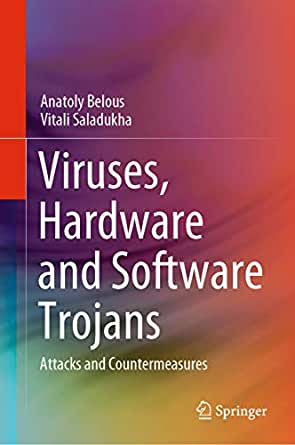 Anatoly Belous
Vitali Saladukha
Viruses,
Hardware
and Software
Trojans
Attacks and Countermeasures
Springer